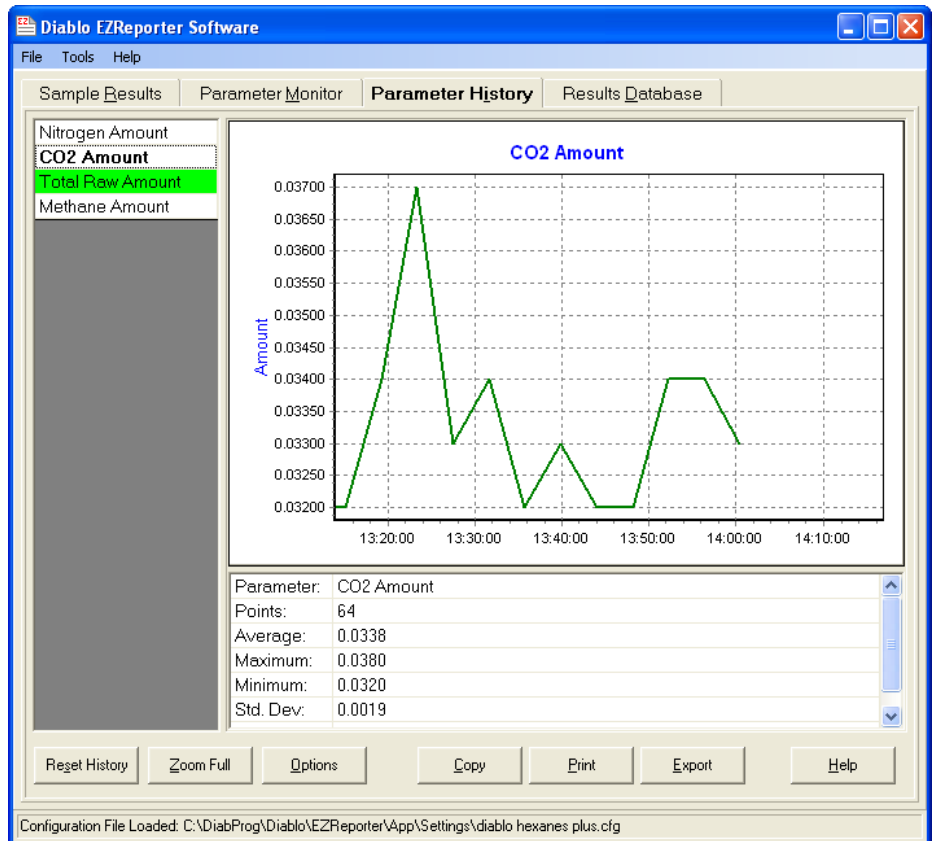 Diablo EZReporter Software
File Tools Help
Sample Results Parameter Monitor Parameter History Results Database
Nitrogen Amount
CO2 Amount
Total Raw Amount
Methane Amount
CO2 Amount
Amount
0.03700
0.03650
0.03600
0.03550
0.03500
0.03450
0.03400
0.03350
0.03300
0.03250
0.03200
13:20:00 13:30:00 13:40:00 13:50:00 14:00:00 14:10:00
Parameter: CO2 Amount
Points: 64
Average: 0.0338
Maximum: 0.0380
Minimum: 0.0320
Std. Dev: 0.0019
Reset History Zoom Full Options Copy Print Export Help
Configuration File Loaded: C:\DiabProg\Diablo\EZReporter\App\Settings\diablo hexanes plus.cfg